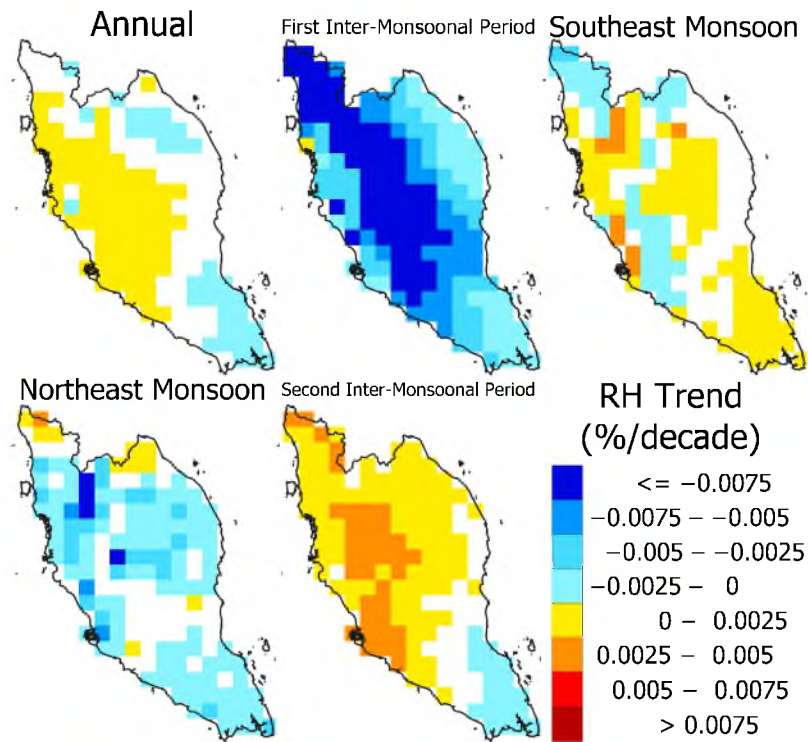 Annual
First Inter-Monsoonal Period
Southeast Monsoon
Northeast Monsoon
Second Inter-Monsoonal Period
RH Trend
(%/decade)
<= −0.0075
−0.0075 − −0.005
−0.005 − −0.0025
−0.0025 − 0
0 − 0.0025
0.0025 − 0.005
0.005 − 0.0075
> 0.0075